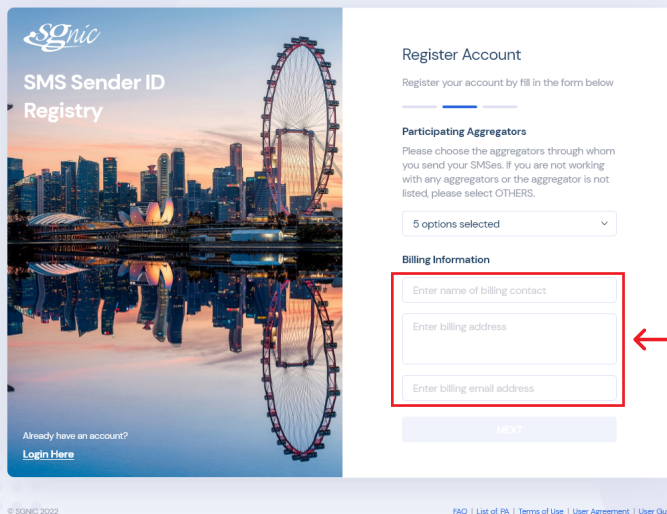 sgnic
SMS Sender ID
Registry
Already have an account?
Login Here
Register Account
Register your account by fill in the form below
Participating Aggregators
Please choose the aggregators through whom
you send your SMSes. If you are not working
with any aggregators or the aggregator is not
listed, please select OTHERS.
5 options selected
Billing Information
Enter name of billing contact
Enter billing address
Enter billing email address
NEXT
© SGNIC 2022
FAQ | List of PA | Terms of Use | User Agreement | User Gu